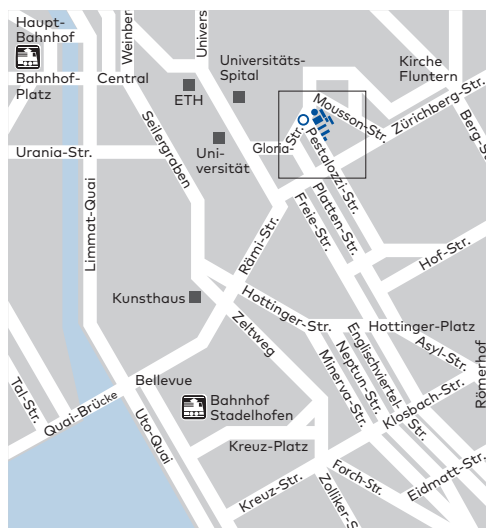 Haupt-
Bahnhof
Bahnhof-
Platz
Weinber
Central
Univers
Universitäts-
Spital
ETH
Kirche
Fluntern
Mousson-Str.
Zürichberg-Str.
Berg-St
Seilergraben
Uni-
versität
Gloria-
Str.
Pestalozzi-Str.
Platten-Str.
Freie-Str.
Urania-Str.
Limmat-Quai
Rämi-Str.
Hof-Str.
Kunsthaus
Hottinger-Str.
Hottinger-Platz
Zeltweg
Englischviertel-
Str.
Neptun-Str.
Minerva-Str.
Asyl-Str.
Römerhof
Klosbach-Str.
Tal-Str.
Quai-Brücke
Bellevue
Uto-Quai
Bahnhof
Stadelhofen
Kreuz-Platz
Kreuz-Str.
Forch-Str.
Zolliker-S
Eidmatt-Str.